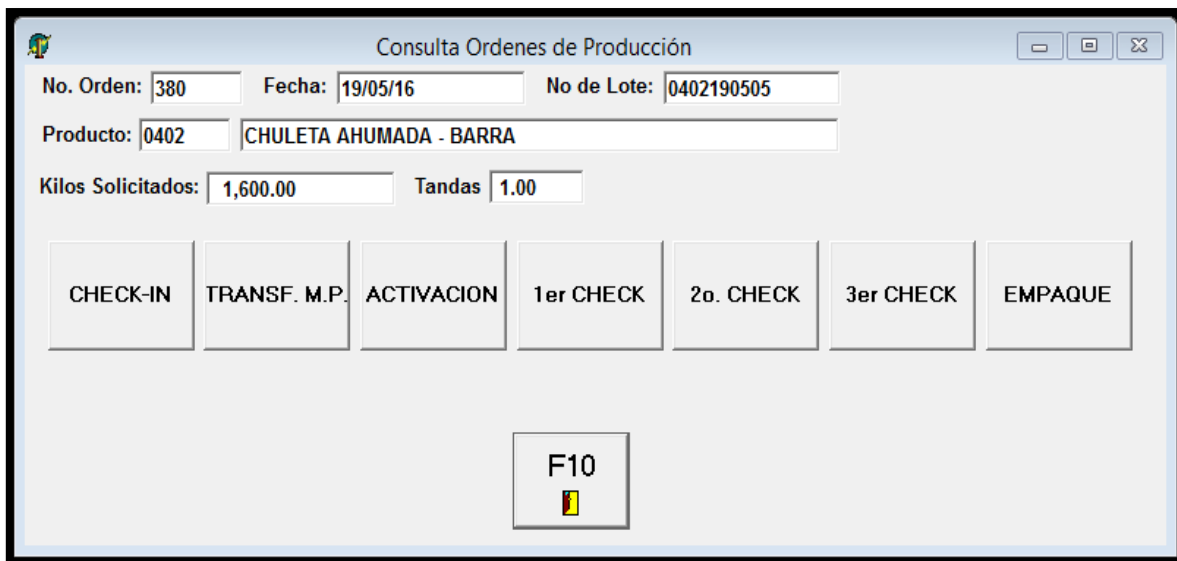 Consulta Ordenes de Producción
No. Orden: 380 Fecha: 19/05/16 No de Lote: 0402190505
Producto: 0402 CHULETA AHUMADA - BARRA
Kilos Solicitados: 1,600.00 Tandas 1.00
CHECK-IN TRANSF. M.P. ACTIVACION 1er CHECK 2o. CHECK 3er CHECK EMPAQUE
F10